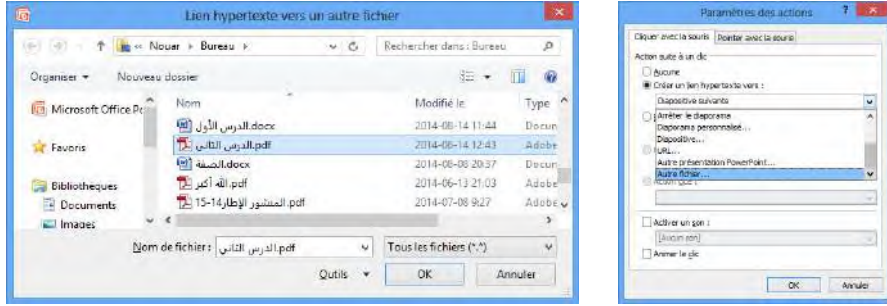 Lien hypertexte vers un autre fichier
« Nouar ▸ Bureau ▸
Rechercher dans : Bureau
Organiser
Nouveau dossier
Nom
Modifié le
Type
Microsoft Office Po
Favoris
Bibliothèques
Documents
Images
الدرس الأول.docx
2014-08-14 11:44
Docun
الدرس الثاني.pdf
2014-08-14 12:43
Adobe
الصفة.docx
2014-08-08 20:37
Docun
الله أكبر.pdf
2014-06-13 21:03
Adobe
المنشور الإطار14-15.pdf
2014-07-08 9:27
Adobe
Nom de fichier :
الدرس الثاني.pdf
Tous les fichiers (*.*)
Outils
OK
Annuler
Paramètres des actions
Cliquer avec la souris
Pointer avec la souris
Action suite à un clic
Aucune
Créer un lien hypertexte vers :
Diapositive suivante
Arrêter le diaporama
Diaporama personnalisé...
Diapositive...
URL...
Autre présentation PowerPoint...
Autre fichier...
Activer un son :
[Aucun son]
Animer le clic
OK
Annuler